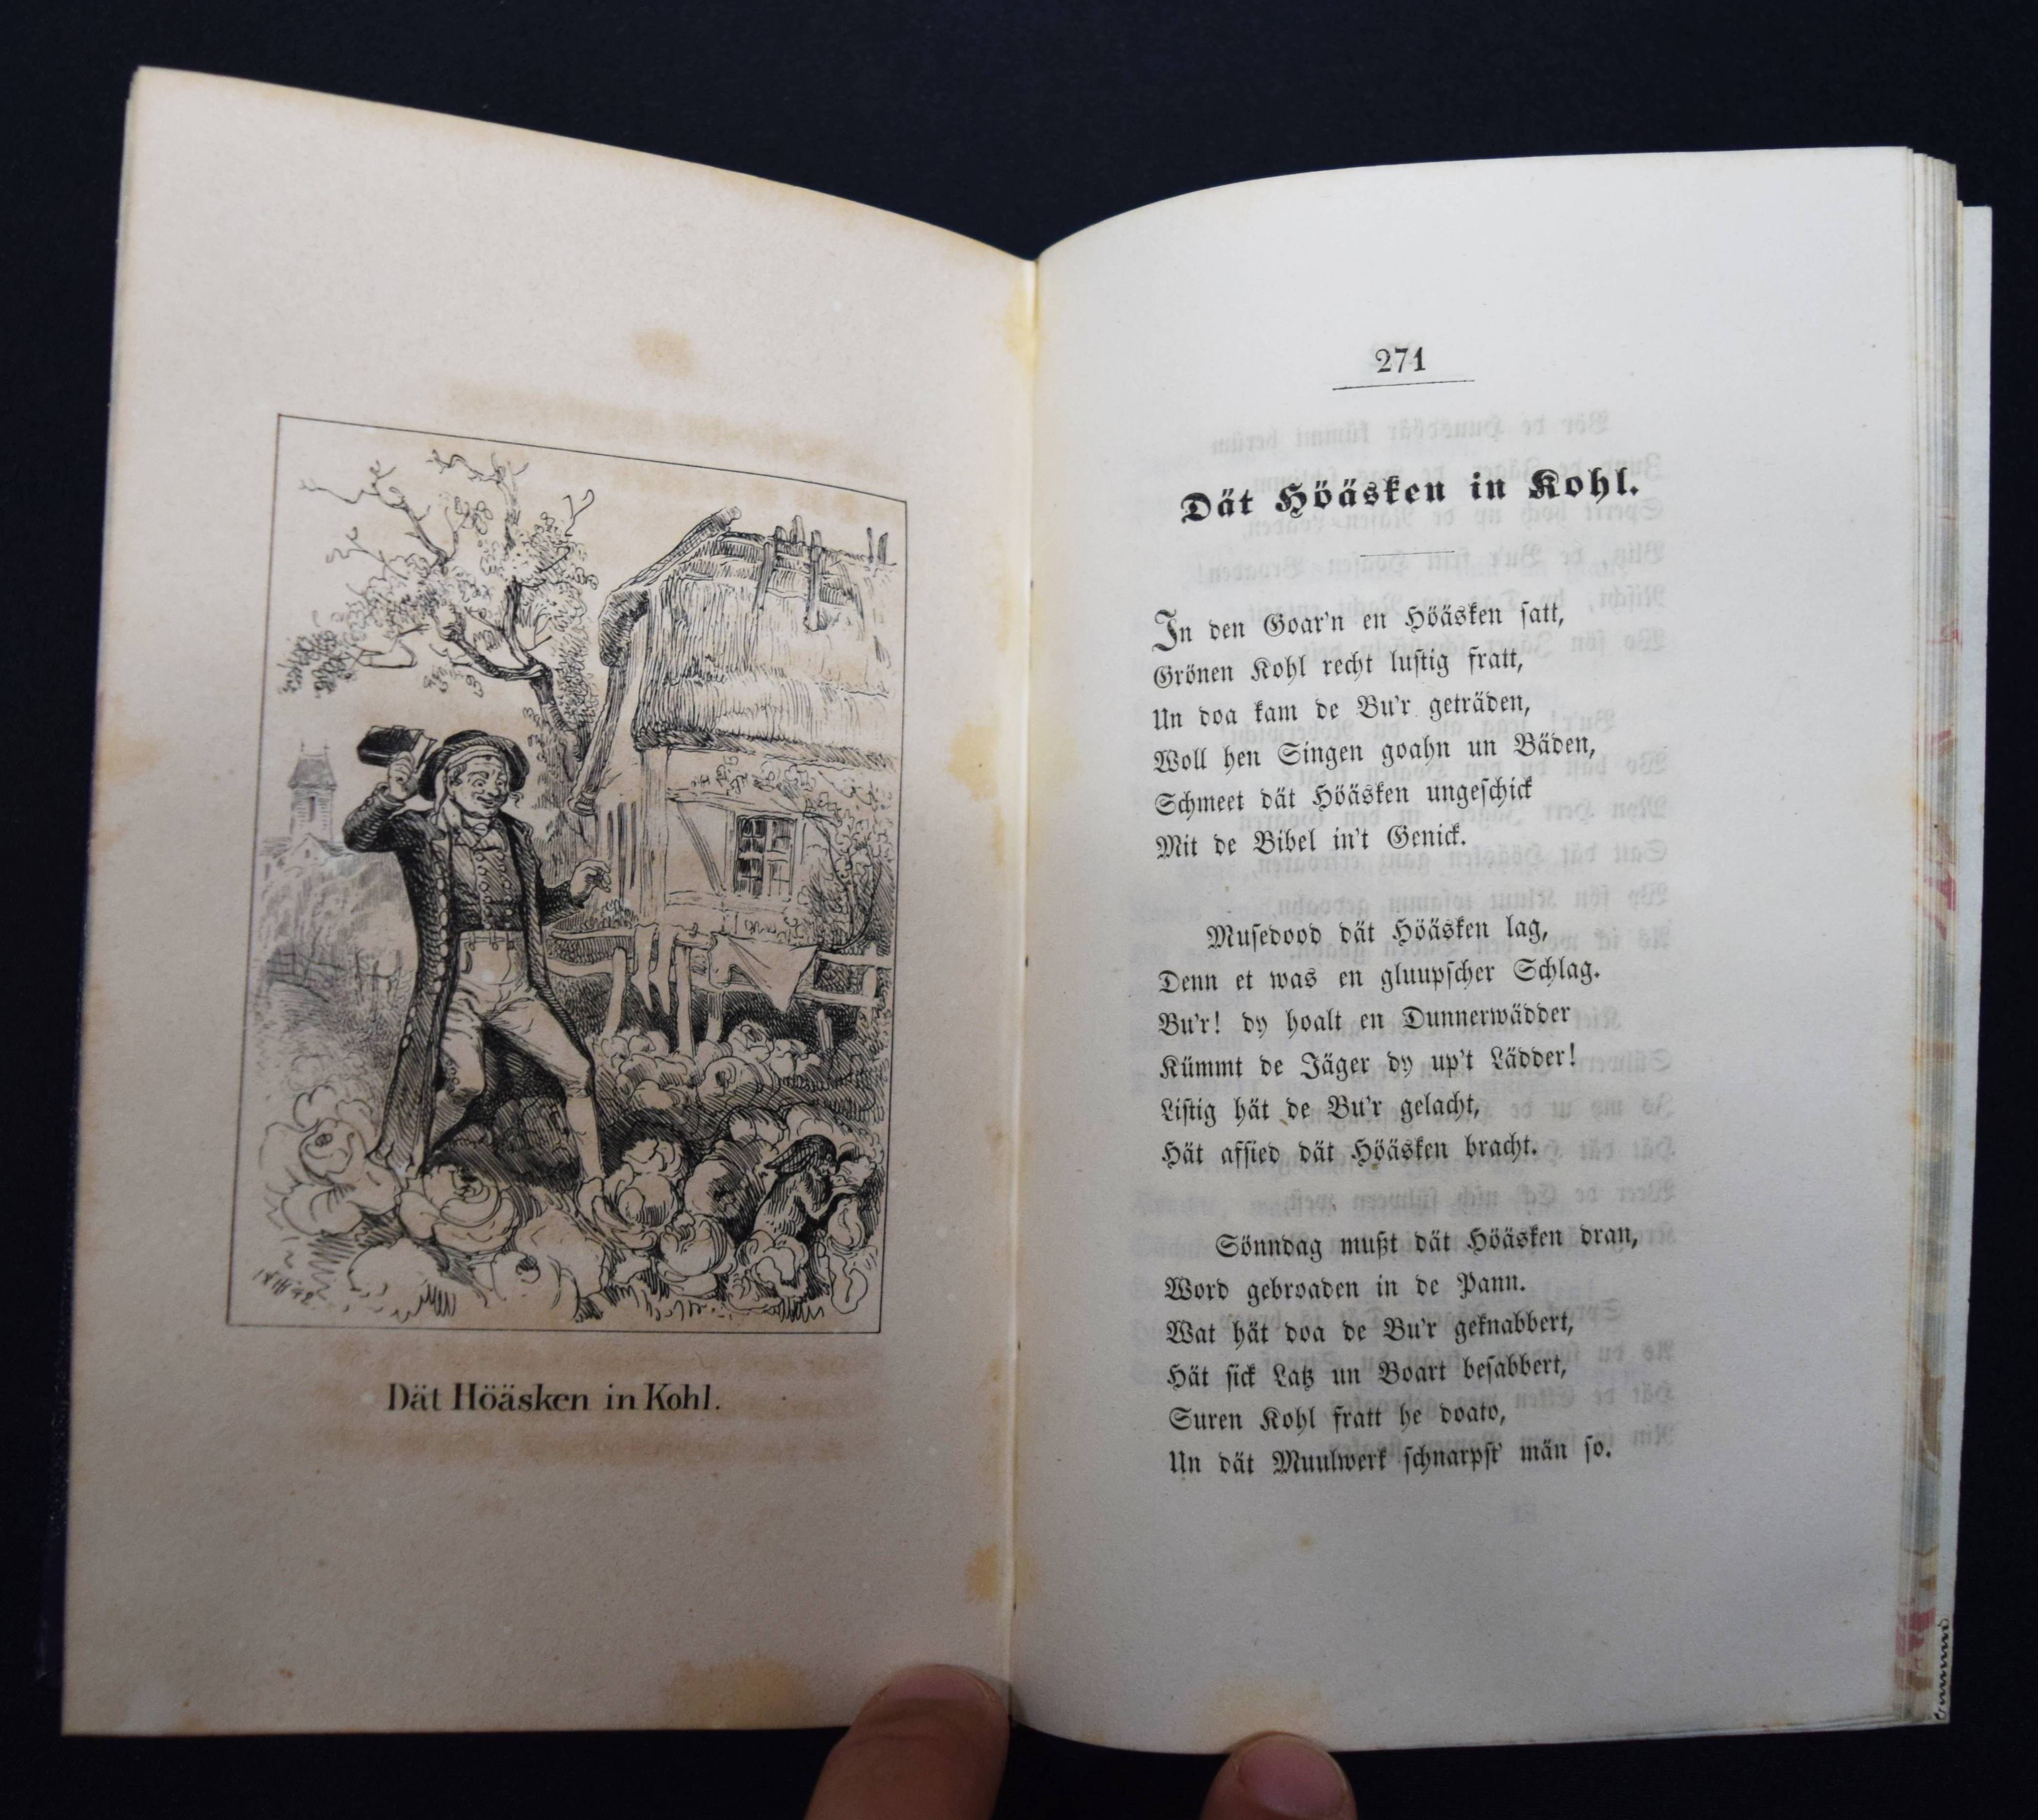 Dät Höäsken in Kohl.
271
Dät Höäsken in Kohl.
In den Goar'n en Höäsken satt,
Grönen Kohl recht lustig fratt,
Un doa kam de Bu'r geträden,
Woll hen Singen goahn un Bäden,
Schmeet dät Höäsken ungeschick
Mit de Bibel in't Genick.
Musedood dät Höäsken lag,
Denn et was en gluupscher Schlag.
Bu'r! dy hoalt en Dunnerwädder
Kümmt de Jäger dy up't Lädder!
Listig hät de Bu'r gelacht,
Hät afsied dät Höäsken bracht.
Sönndag mußt dät Höäsken dran,
Word gebroaden in de Pann.
Wat hät doa de Bu'r geknabbert,
Hät sick Latz un Boart besabbert,
Suren Kohl fratt he doato,
Un dät Muulwerk schnarpst' män so.